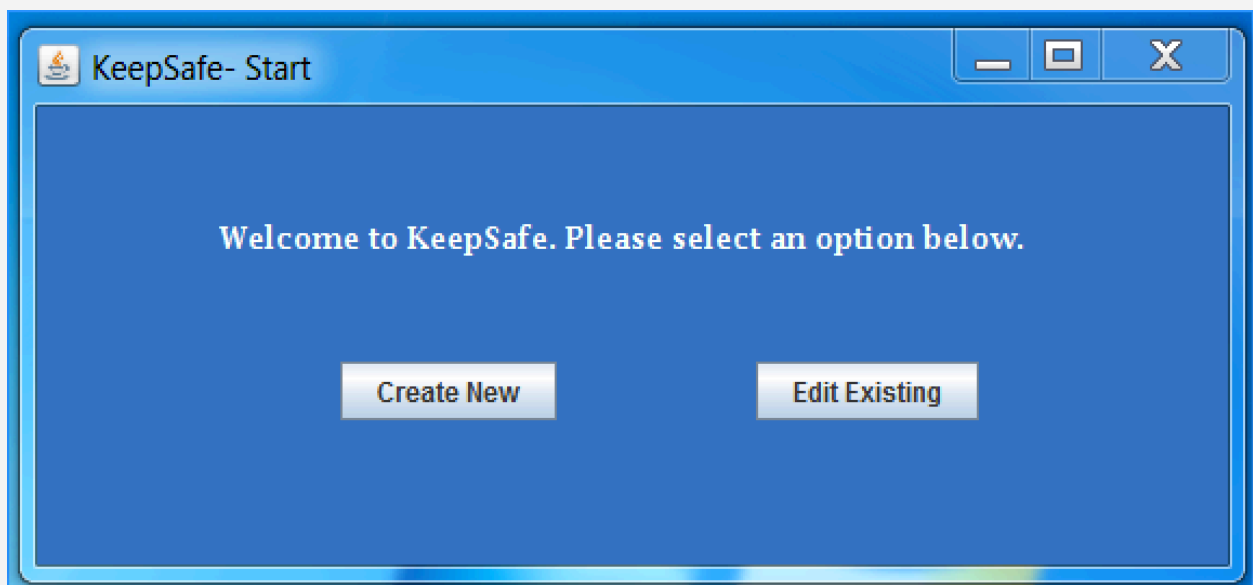 KeepSafe- Start
Welcome to KeepSafe. Please select an option below.
Create New
Edit Existing